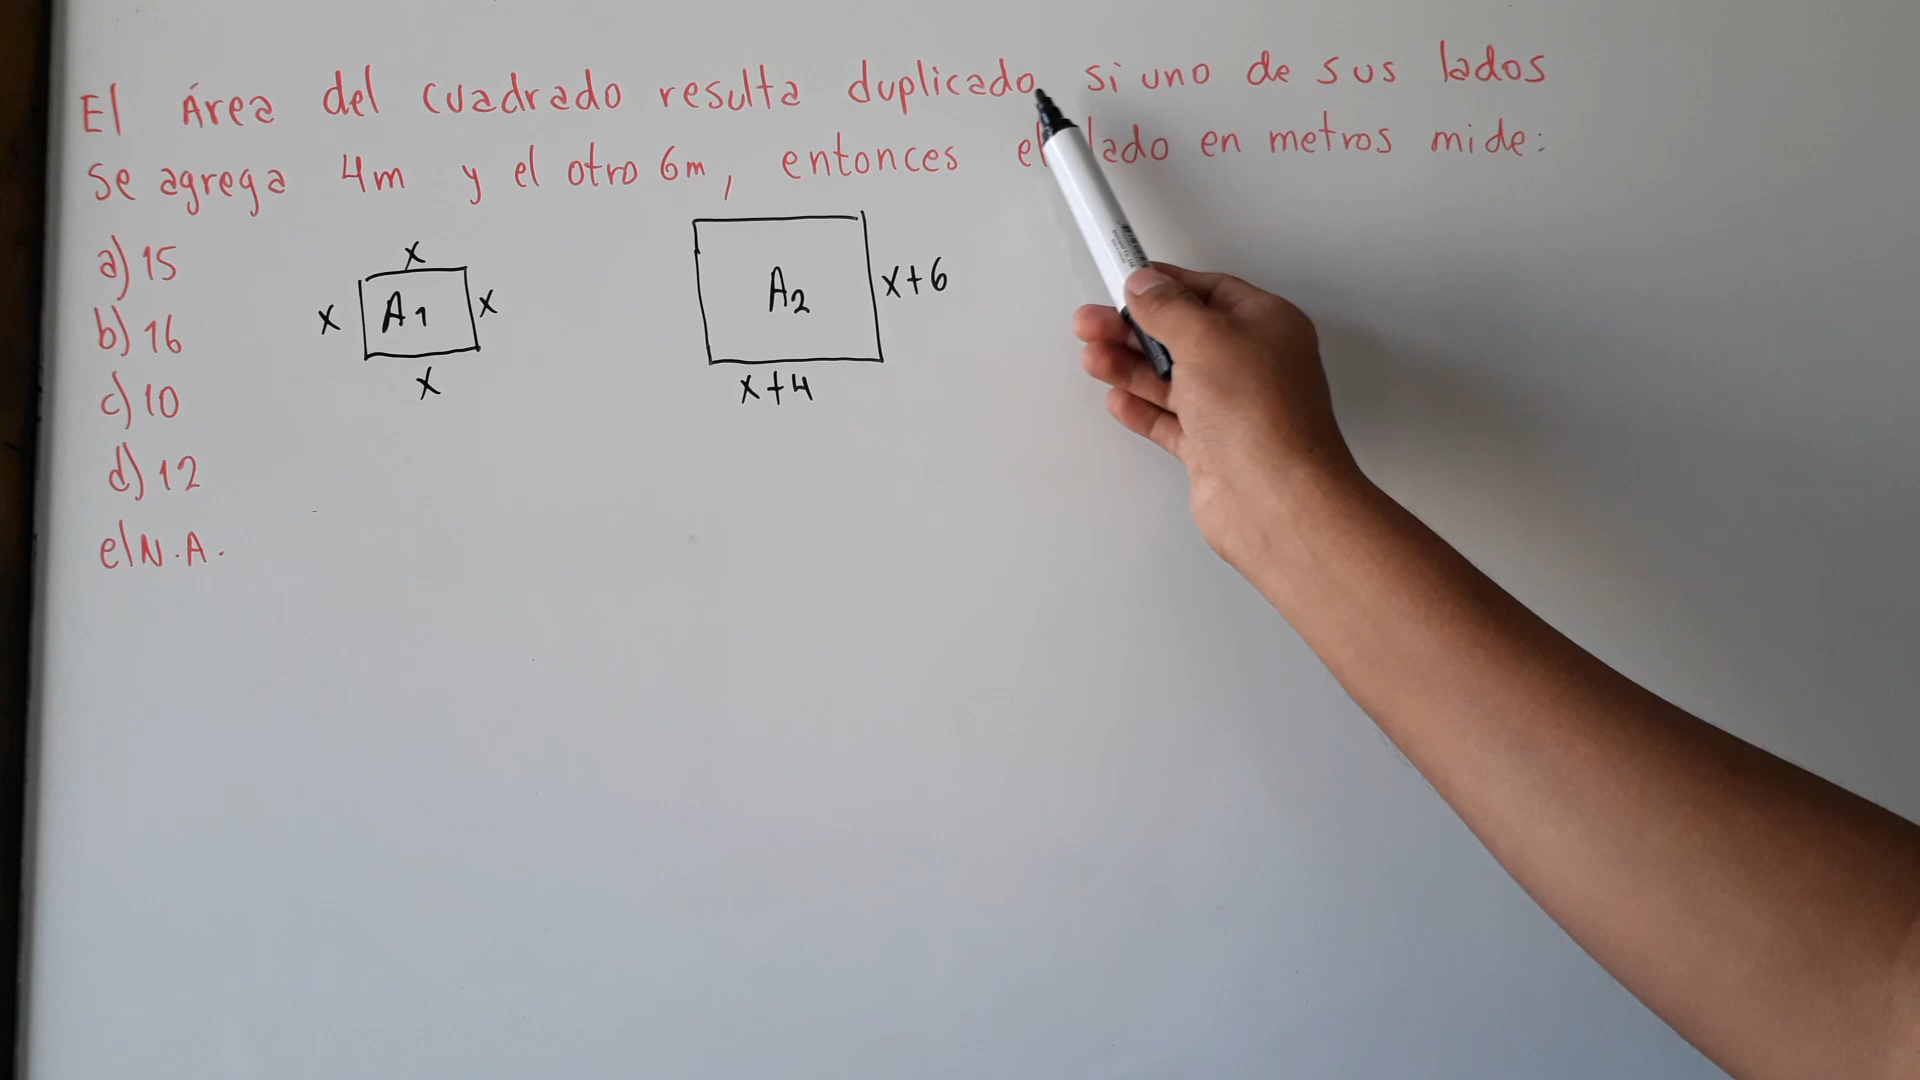 El Área del cuadrado resulta duplicado, si uno de sus lados
se agrega 4m y el otro 6m, entonces el lado en metros mide:
a) 15
b) 16
c) 10
d) 12
e) N.A.
x
x A1 x
x
A2 x+6
x+4